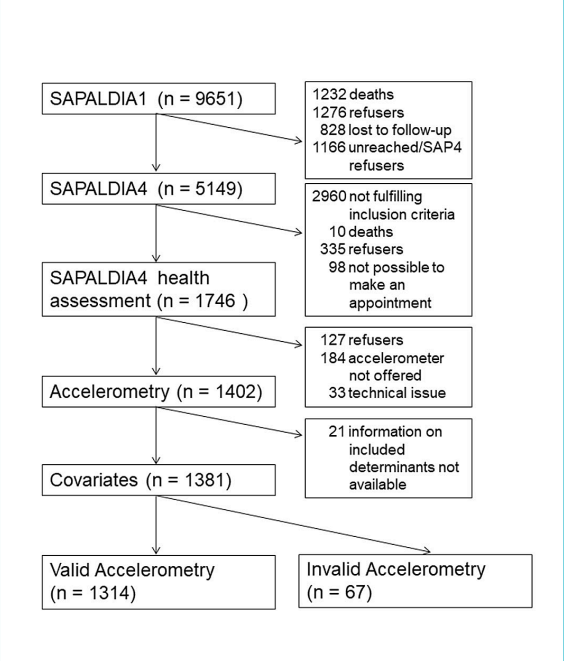 SAPALDIA1 (n = 9651)
1232 deaths
1276 refusers
828 lost to follow-up
1166 unreached/SAP4
refusers
SAPALDIA4 (n = 5149)
2960 not fulfilling
inclusion criteria
10 deaths
335 refusers
98 not possible to
make an
appointment
SAPALDIA4 health
assessment (n = 1746 )
127 refusers
184 accelerometer
not offered
33 technical issue
Accelerometry (n = 1402)
21 information on
included
determinants not
available
Covariates (n = 1381)
Valid Accelerometry
(n = 1314)
Invalid Accelerometry
(n = 67)